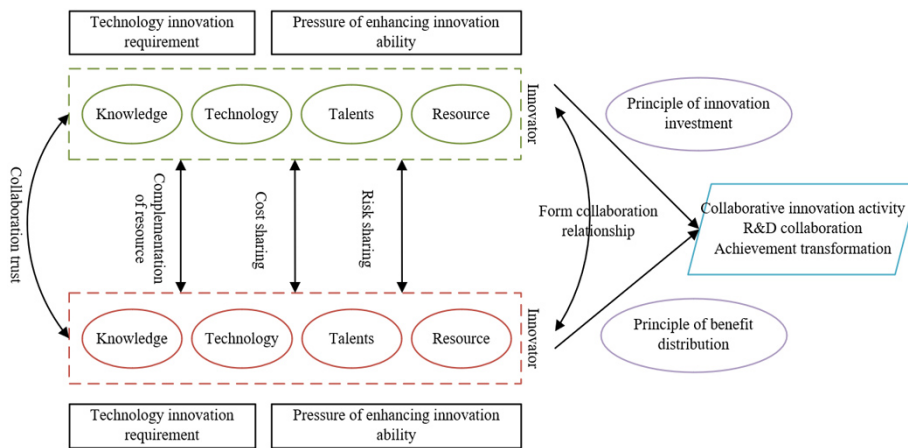 Technology innovation
requirement
Pressure of enhancing innovation
ability
Knowledge
Technology
Talents
Resource
Innovator
Principle of innovation
investment
Collaboration trust
Complementation
of resource
Cost sharing
Risk sharing
Form collaboration
relationship
Collaborative innovation activity
R&D collaboration
Achievement transformation
Knowledge
Technology
Talents
Resource
Innovator
Principle of benefit
distribution
Technology innovation
requirement
Pressure of enhancing innovation
ability